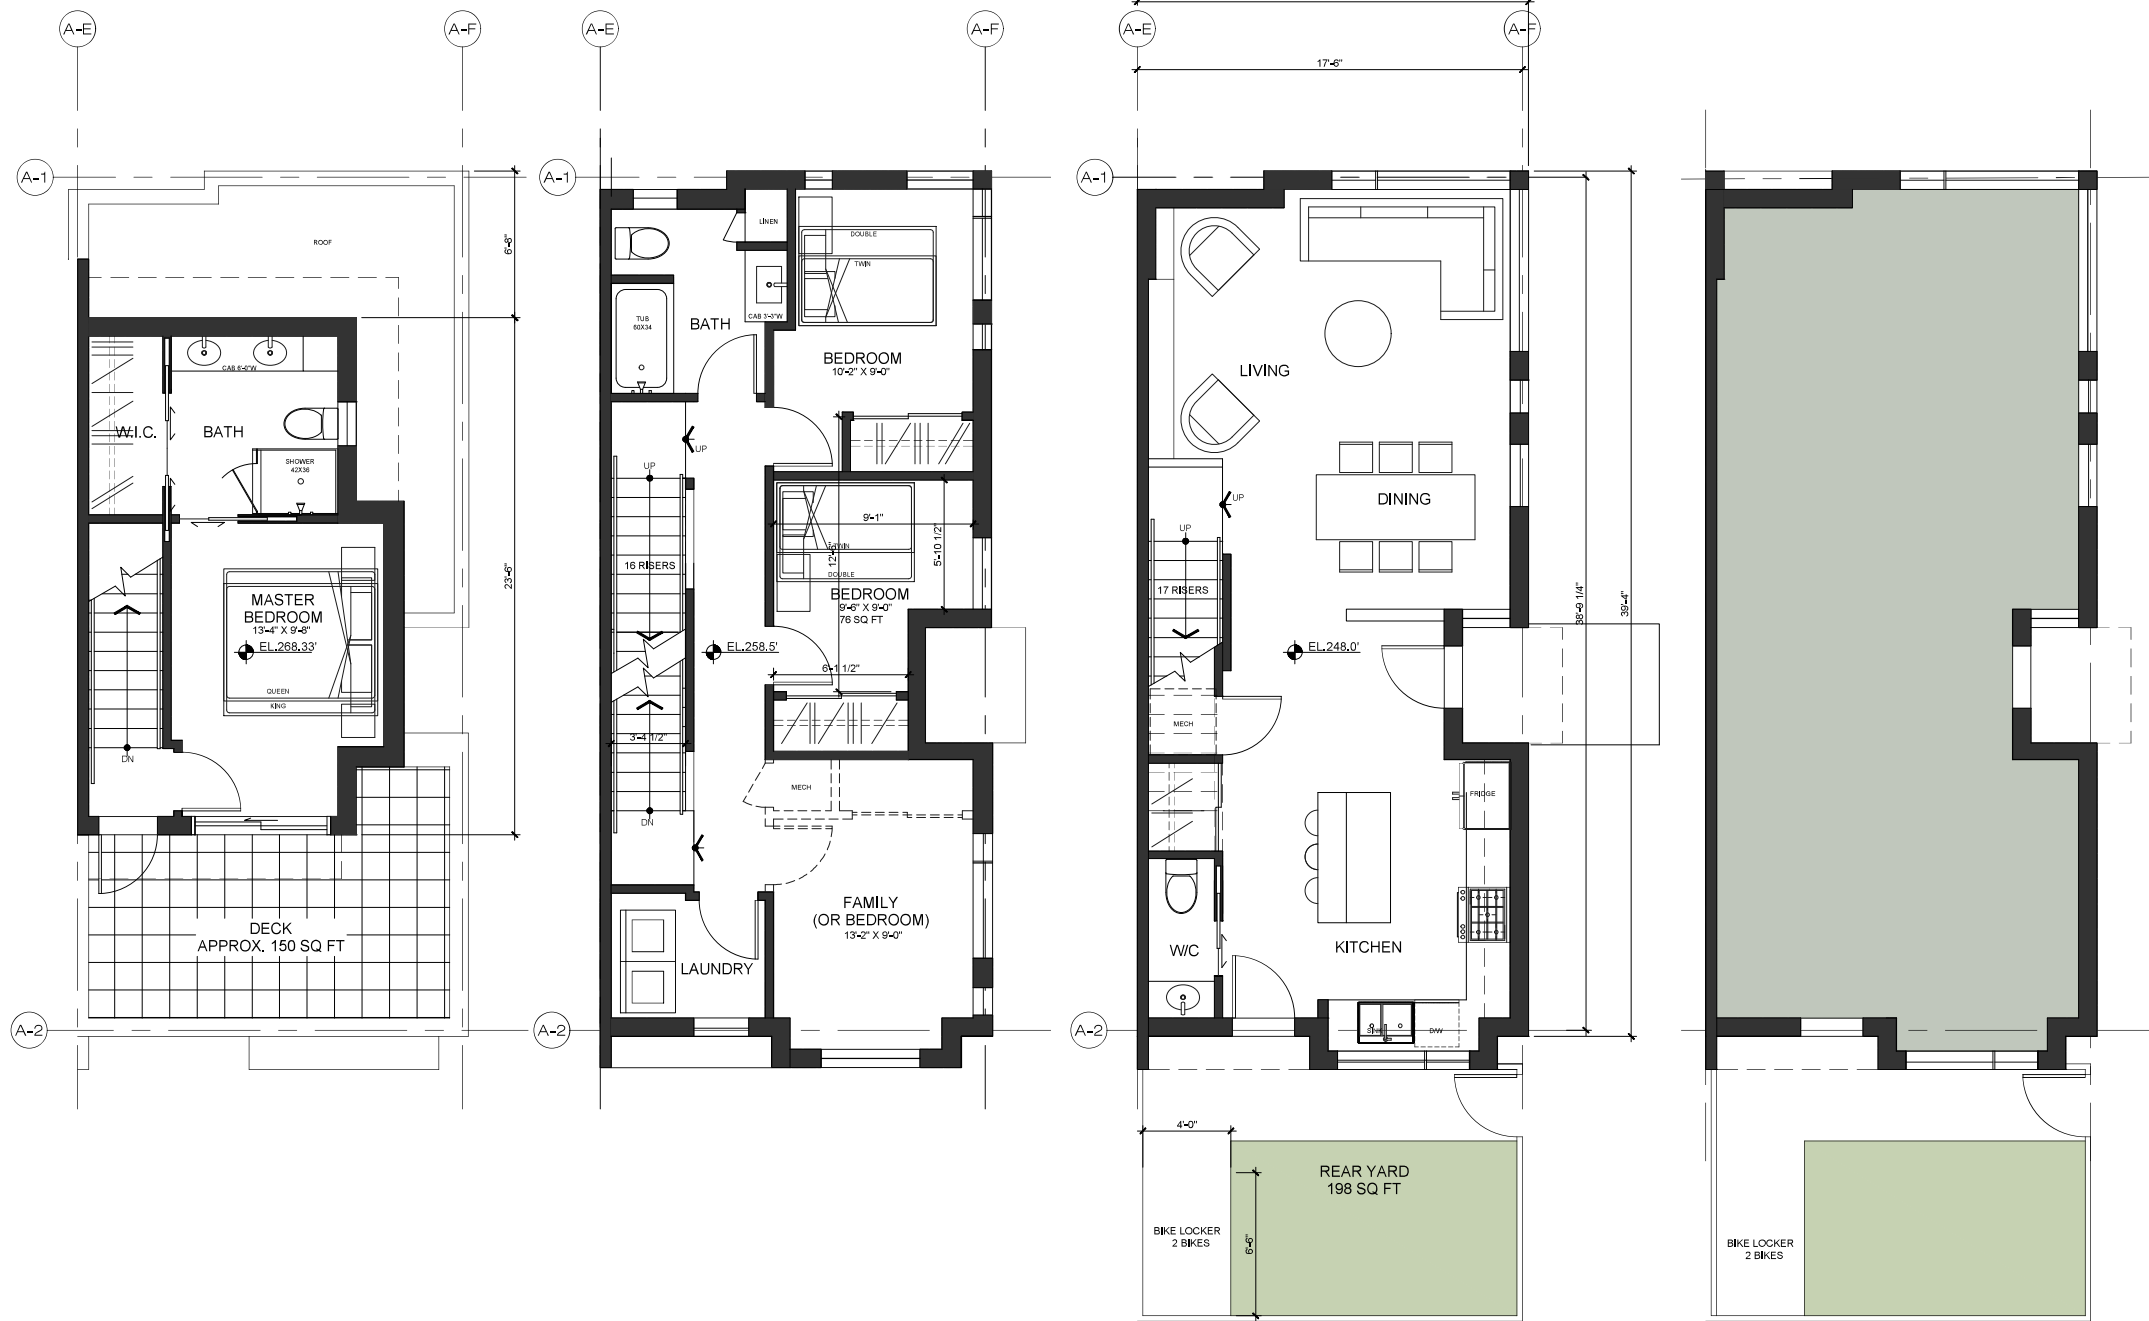 A-E
A-F
A-1
ROOF
6'-8"
23'-6"
CAB 6'-0"W
W.I.C.
BATH
SHOWER
42X36
MASTER
BEDROOM
13'-4" X 9'-8"
EL.268.33'
QUEEN
KING
DN
DECK
APPROX. 150 SQ FT
A-2
A-E
A-F
A-1
LINEN
DOUBLE
TWIN
TUB
60X34
BATH
CAB 3'-3"W
BEDROOM
10'-2" X 9'-0"
UP
UP
9'-1"
5'-10 1/2"
TWIN
DOUBLE
16 RISERS
BEDROOM
9'-6" X 9'-0"
76 SQ FT
EL.258.5'
6'-1 1/2"
3'-4 1/2"
MECH
DN
FAMILY
(OR BEDROOM)
13'-2" X 9'-0"
LAUNDRY
A-2
A-E
A-F
17'-6"
A-1
LIVING
DINING
UP
UP
17 RISERS
38'-9 1/4"
39'-4"
EL.248.0'
MECH
FRIDGE
W/C
KITCHEN
SINK
D/W
A-2
4'-0"
REAR YARD
198 SQ FT
BIKE LOCKER
2 BIKES
6'-6"
BIKE LOCKER
2 BIKES